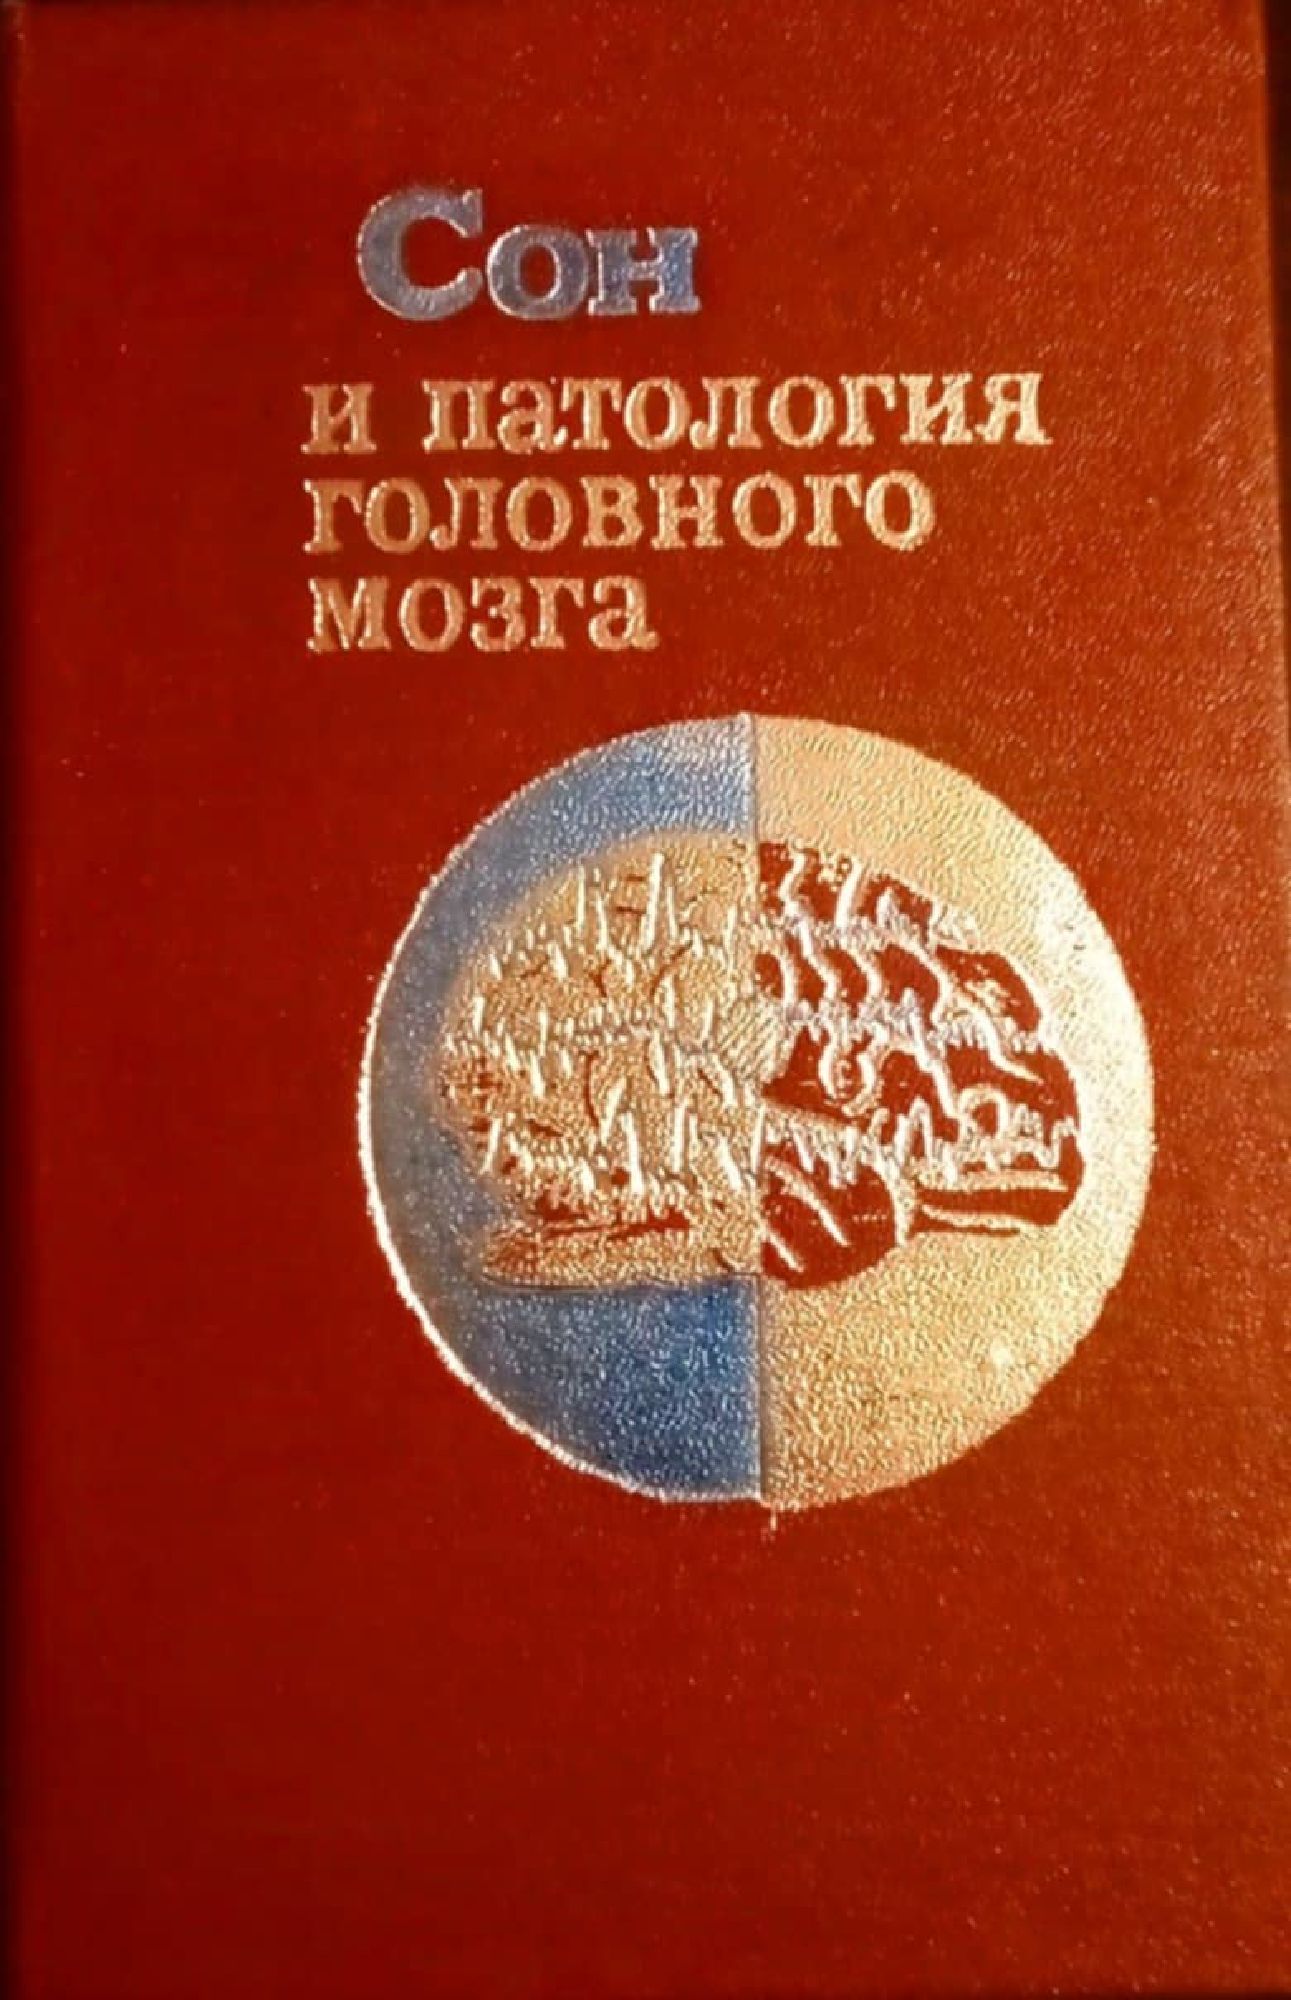 Сон
и патология
головного
мозга